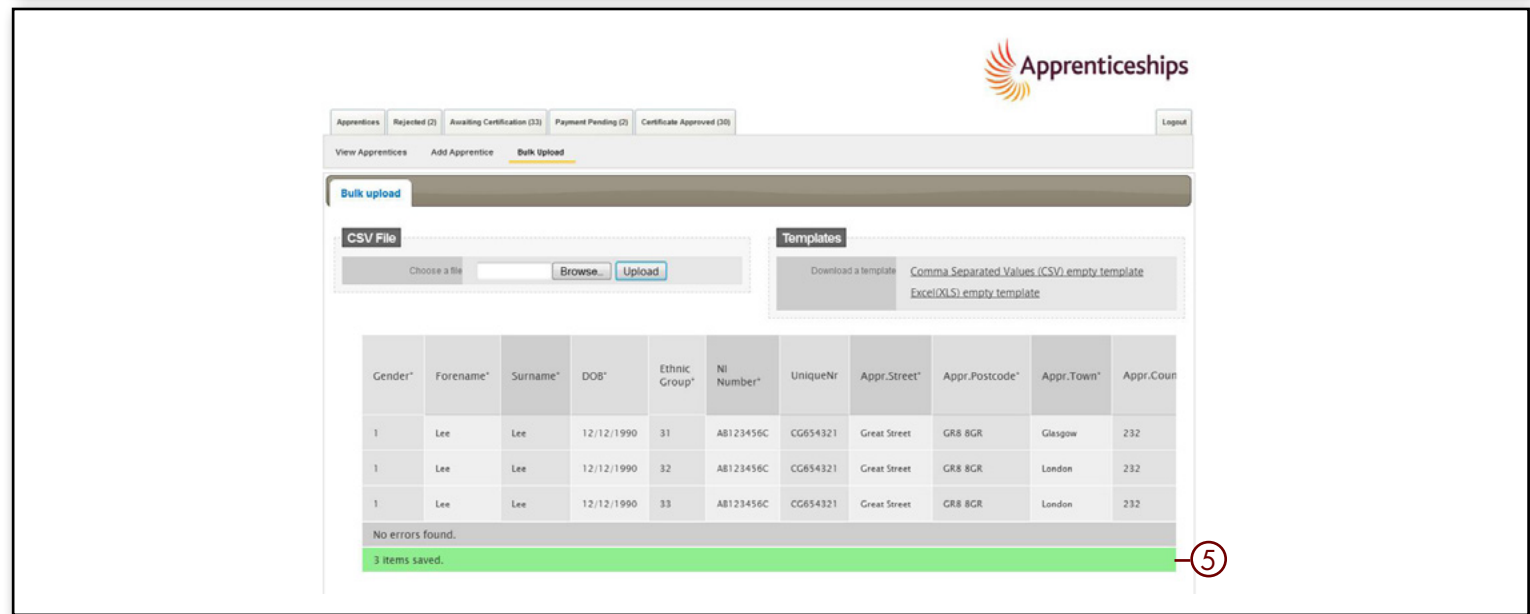 Apprenticeships
Apprentices Rejected (2) Awaiting Certification (33) Payment Pending (2) Certificate Approved (30) Logout
View Apprentices Add Apprentice Bulk Upload
Bulk upload
CSV File Templates
Choose a file Browse.. Upload Download a template Comma Separated Values (CSV) empty template
Excel(XLS) empty template
Gender* Forename* Surname* DOB* Ethnic Group* NI Number* UniqueNr Appr.Street* Appr.Postcode* Appr.Town* Appr.Coun
1 Lee Lee 12/12/1990 31 AB123456C CG654321 Great Street GR8 8GR Glasgow 232
1 Lee Lee 12/12/1990 32 AB123456C CG654321 Great Street GR8 8GR London 232
1 Lee Lee 12/12/1990 33 AB123456C CG654321 Great Street GR8 8GR London 232
No errors found.
3 items saved. 5